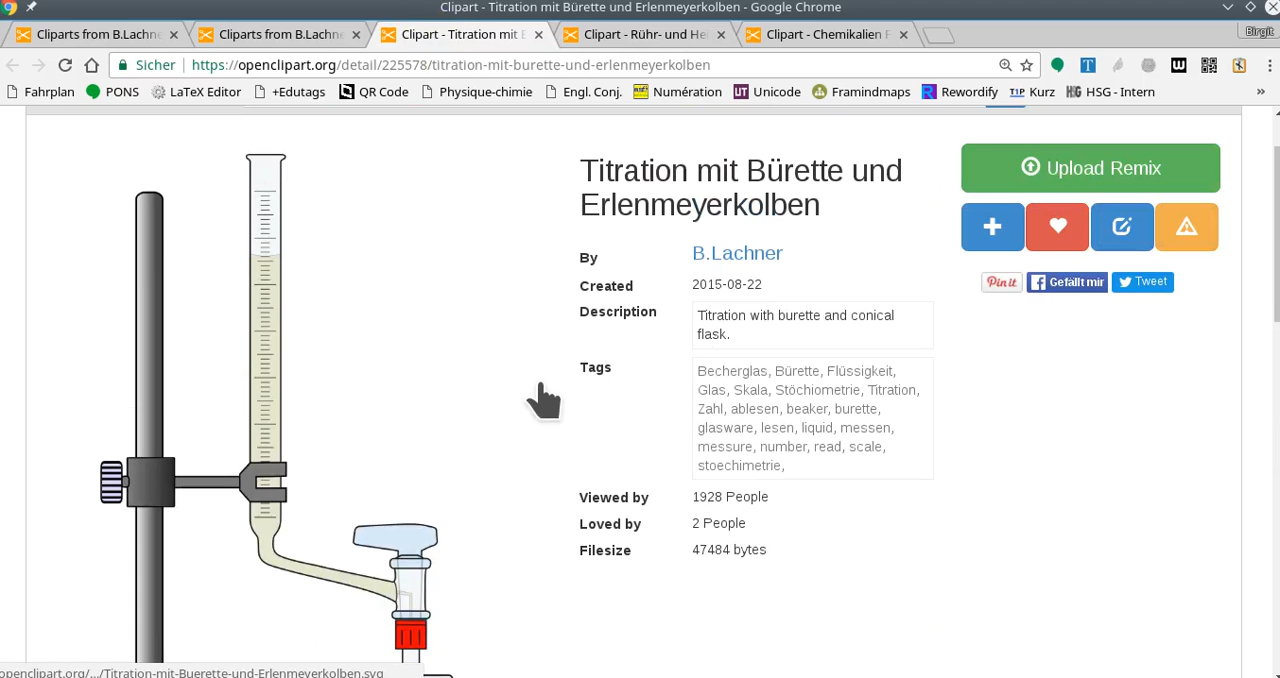 Clipart - Titration mit Bürette und Erlenmeyerkolben - Google Chrome
Cliparts from B.Lachne
Cliparts from B.Lachne
Clipart - Titration mit E
Clipart - Rühr- und Hei
Clipart - Chemikalien F
Birgit
Sicher
https://openclipart.org/detail/225578/titration-mit-burette-und-erlenmeyerkolben
Fahrplan
PONS
LaTeX Editor
+Edutags
QR Code
Physique-chimie
Engl. Conj.
Numération
Unicode
Framindmaps
Rewordify
T1P Kurz
HSG - Intern
»
Titration mit Bürette und
Erlenmeyerkolben
By B.Lachner
Created 2015-08-22
Description Titration with burette and conical
flask.
Tags Becherglas, Bürette, Flüssigkeit,
Glas, Skala, Stöchiometrie, Titration,
Zahl, ablesen, beaker, burette,
glasware, lesen, liquid, messen,
messure, number, read, scale,
stoechimetrie,
Viewed by 1928 People
Loved by 2 People
Filesize 47484 bytes
Upload Remix
Pin it
Gefällt mir
Tweet
openclipart.org/.../Titration-mit-Buerette-und-Erlenmeyerkolben.svg